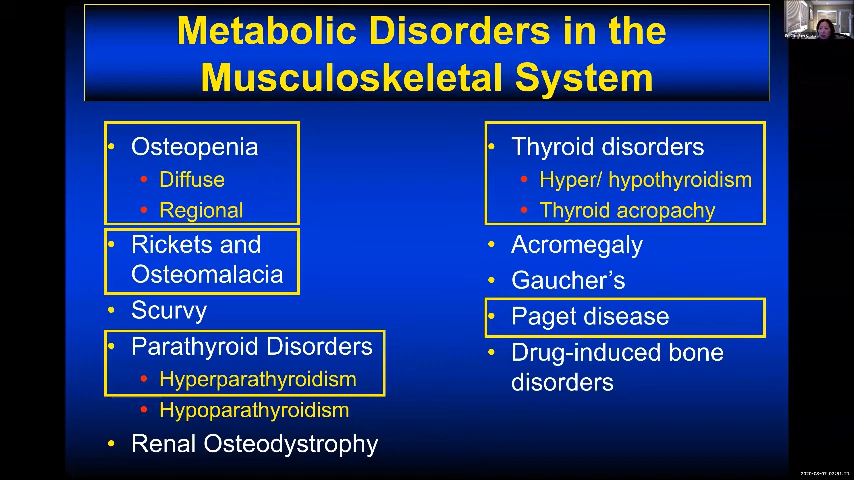 Metabolic Disorders in the
Musculoskeletal System
• Osteopenia
• Diffuse
• Regional
• Rickets and
Osteomalacia
• Scurvy
• Parathyroid Disorders
• Hyperparathyroidism
• Hypoparathyroidism
• Renal Osteodystrophy
• Thyroid disorders
• Hyper/ hypothyroidism
• Thyroid acropachy
• Acromegaly
• Gaucher’s
• Paget disease
• Drug-induced bone
disorders